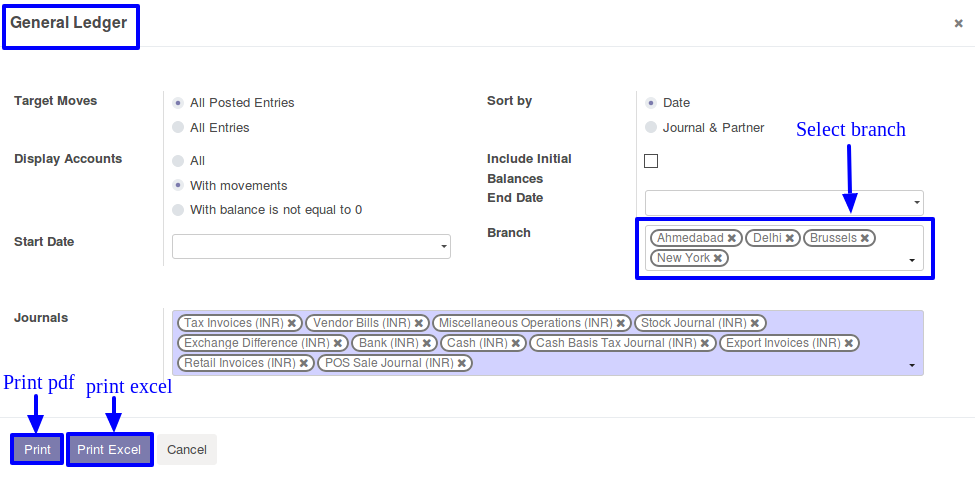 General Ledger
×
Target Moves
All Posted Entries
All Entries
Sort by
Date
Journal & Partner
Select branch
Display Accounts
All
With movements
With balance is not equal to 0
Include Initial
Balances
End Date
Start Date
Branch
Ahmedabad × Delhi × Brussels ×
New York ×
Journals
Tax Invoices (INR) × Vendor Bills (INR) × Miscellaneous Operations (INR) × Stock Journal (INR) ×
Exchange Difference (INR) × Bank (INR) × Cash (INR) × Cash Basis Tax Journal (INR) × Export Invoices (INR) ×
Retail Invoices (INR) × POS Sale Journal (INR) ×
Print pdf
print excel
Print
Print Excel
Cancel